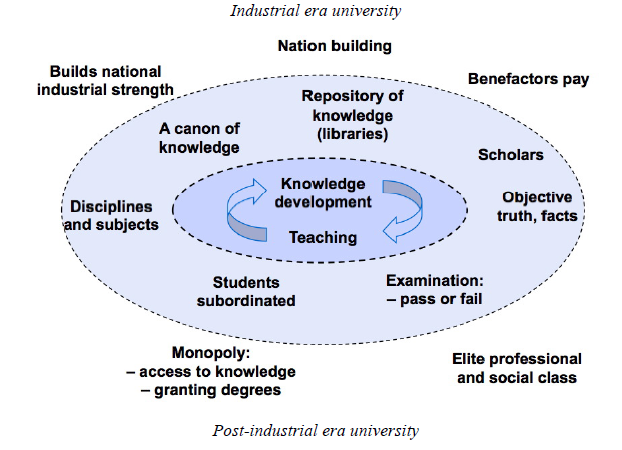 Industrial era university
Nation building
Builds national
industrial strength
Benefactors pay
Repository of
knowledge
(libraries)
A canon of
knowledge
Scholars
Knowledge
development
Disciplines
and subjects
Objective
truth, facts
Teaching
Students
subordinated
Examination:
– pass or fail
Monopoly:
– access to knowledge
– granting degrees
Elite professional
and social class
Post-industrial era university